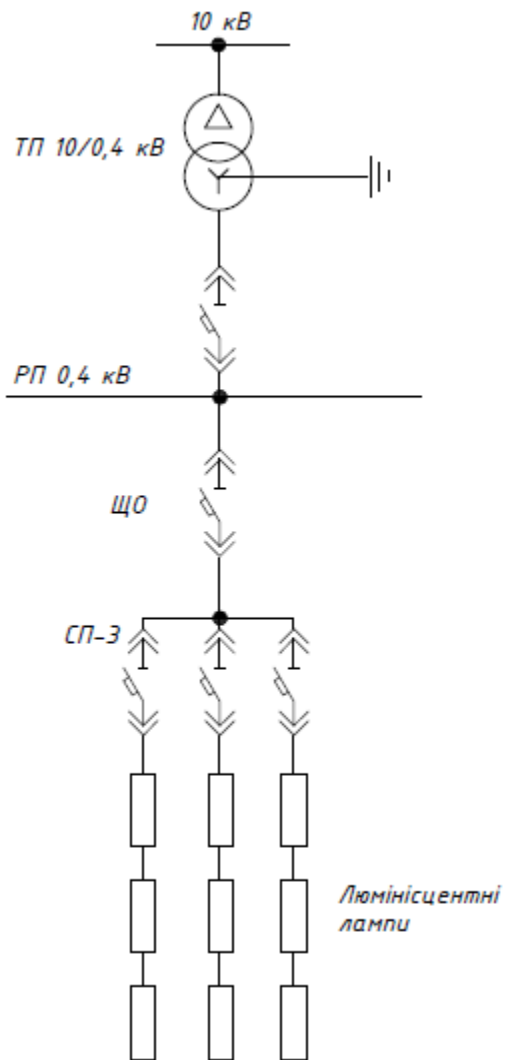 10 кВ
ТП 10/0,4 кВ
РП 0,4 кВ
ЩО
СП-3
Люмінісцентні
лампи